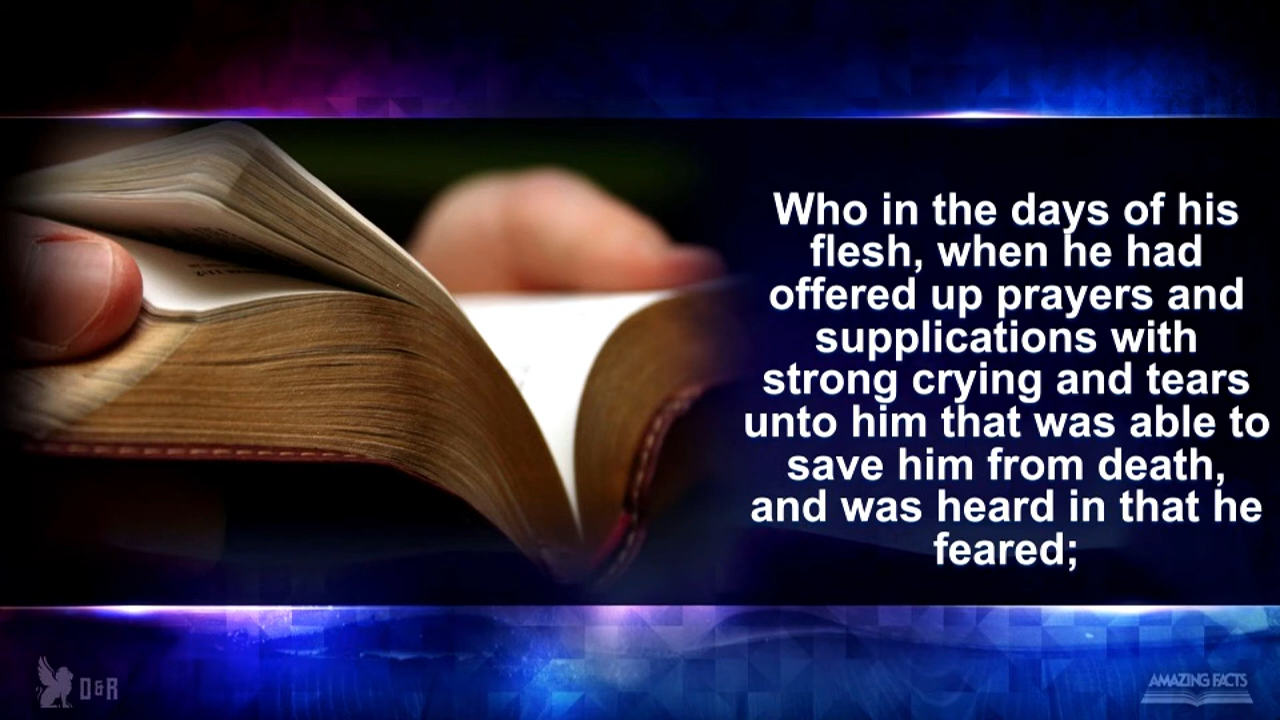 Who in the days of his
flesh, when he had
offered up prayers and
supplications with
strong crying and tears
unto him that was able to
save him from death,
and was heard in that he
feared;
D&R
AMAZING FACTS